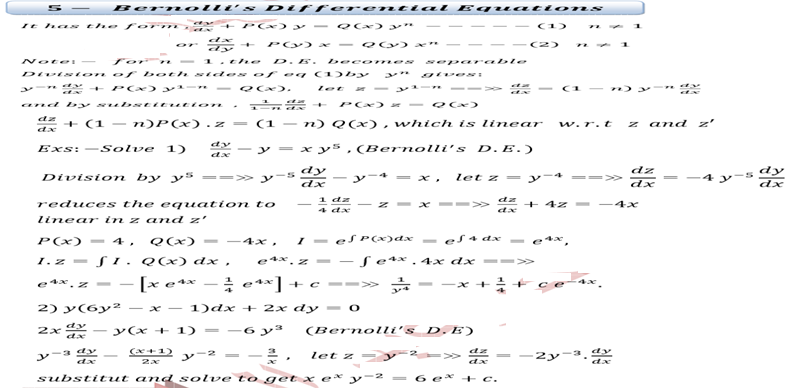 5 — Bernolli's Differential Equations
It has the form, dy/dx + P(x) y = Q(x) yⁿ − − − − − (1)   n ≠ 1
or dx/dy + P(y) x = Q(y) xⁿ − − − −(2)   n ≠ 1
Note:− for n = 1 .the D.E. becomes separable
Division of both sides of eq (1)by yⁿ gives:
y⁻ⁿ dy/dx + P(x) y¹⁻ⁿ = Q(x).   let z = y¹⁻ⁿ ==≫ dz/dx = (1 − n) y⁻ⁿ dy/dx
and by substitution . 1/(1−n) dz/dx + P(x) z = Q(x)
dz/dx + (1 − n)P(x) .z = (1 − n) Q(x) , which is linear w.r.t z and z′
Exs:−Solve 1)   dy/dx − y = x y⁵ , (Bernolli's D.E.)
Division by y⁵ ==≫ y⁻⁵ dy/dx − y⁻⁴ = x , let z = y⁻⁴ ==≫ dz/dx = −4 y⁻⁵ dy/dx
reduces the equation to   − 1/4 dz/dx − z = x ==≫ dz/dx + 4z = −4x
linear in z and z′
P(x) = 4 , Q(x) = −4x ,   I = e^∫ P(x)dx = e^∫ 4 dx = e⁴ˣ,
I.z = ∫ I . Q(x) dx ,   e⁴ˣ.z = − ∫ e⁴ˣ .4x dx ==≫
e⁴ˣ.z = − [x e⁴ˣ − 1/4 e⁴ˣ] + c ==≫ 1/y⁴ = −x + 1/4 + c e⁻⁴ˣ.
2) y(6y² − x − 1)dx + 2x dy = 0
2x dy/dx − y(x + 1) = −6 y³   (Bernolli's D.E)
y⁻³ dy/dx − (x+1)/2x y⁻² = − 3/x ,   let z = y⁻² => dz/dx = −2y⁻³. dy/dx
substitut and solve to get x eˣ y⁻² = 6 eˣ + c.